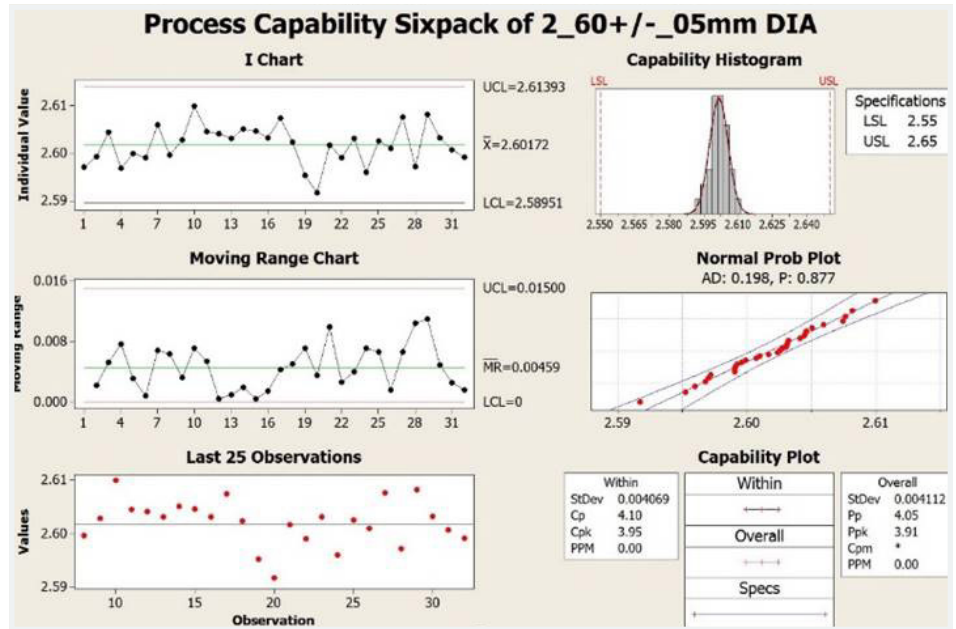 Process Capability Sixpack of 2_60+/-_05mm DIA
I Chart
Individual Value
2.61
2.60
2.59
UCL=2.61393
X=2.60172
LCL=2.58951
1 4 7 10 13 16 19 22 25 28 31
Capability Histogram
LSL USL
2.550 2.565 2.580 2.595 2.610 2.625 2.640
Specifications
LSL 2.55
USL 2.65
Moving Range Chart
Moving Range
0.016
0.008
0.000
UCL=0.01500
MR=0.00459
LCL=0
1 4 7 10 13 16 19 22 25 28 31
Normal Prob Plot
AD: 0.198, P: 0.877
2.59 2.60 2.61
Last 25 Observations
Values
2.61
2.60
2.59
10 15 20 25 30
Observation
Capability Plot
Within
StDev 0.004069
Cp 4.10
Cpk 3.95
PPM 0.00
Within
Overall
Specs
Overall
StDev 0.004112
Pp 4.05
Ppk 3.91
Cpm *
PPM 0.00